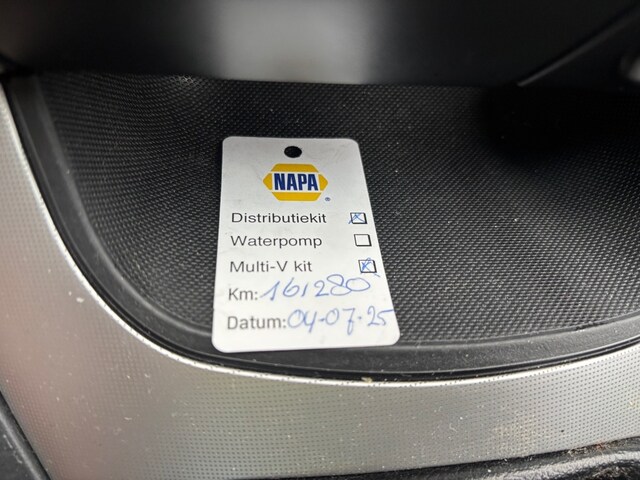 NAPA
Distributiekit
Waterpomp
Multi-V kit
Km: 161280
Datum: 04-07-25